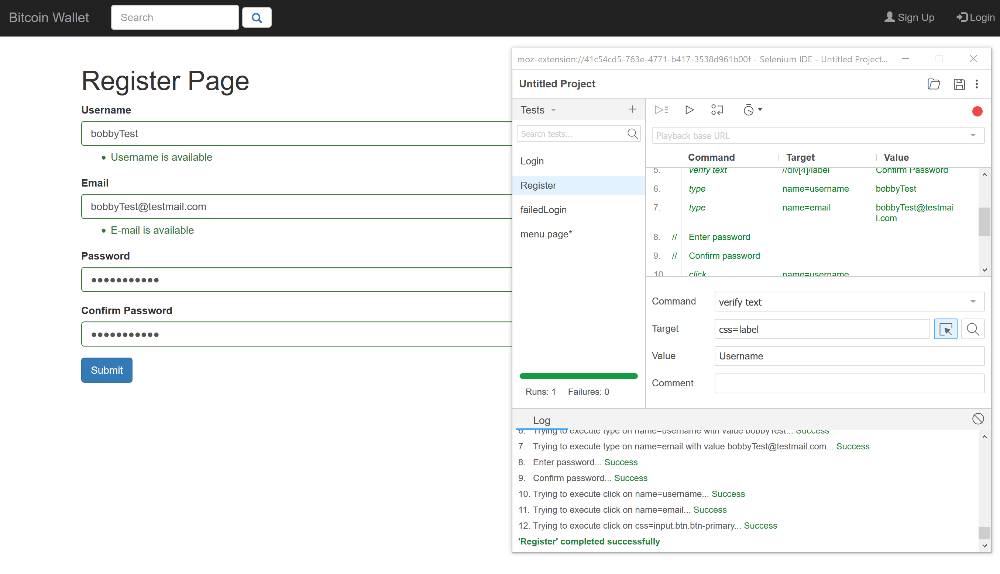 Bitcoin Wallet
Search
Sign Up
Login
Register Page
Username
bobbyTest
Username is available
Email
bobbyTest@testmail.com
E-mail is available
Password
Confirm Password
Submit
moz-extension://41c54cd5-763e-4771-b417-3538d961b00f - Selenium IDE - Untitled Project...
Untitled Project
Tests
Search tests...
Login
Register
failedLogin
menu page*
Runs: 1 Failures: 0
Playback base URL
Command Target Value
5. verify text //div[4]/label Confirm Password
6. type name=username bobbyTest
7. type name=email bobbyTest@testmai
l.com
8. // Enter password
9. // Confirm password
10 click name=username
Command verify text
Target css=label
Value Username
Comment
Log
6. Trying to execute type on name=username with value bobbyTest... Success
7. Trying to execute type on name=email with value bobbyTest@testmail.com... Success
8. Enter password... Success
9. Confirm password... Success
10. Trying to execute click on name=username... Success
11. Trying to execute click on name=email... Success
12. Trying to execute click on css=input.btn.btn-primary... Success
'Register' completed successfully